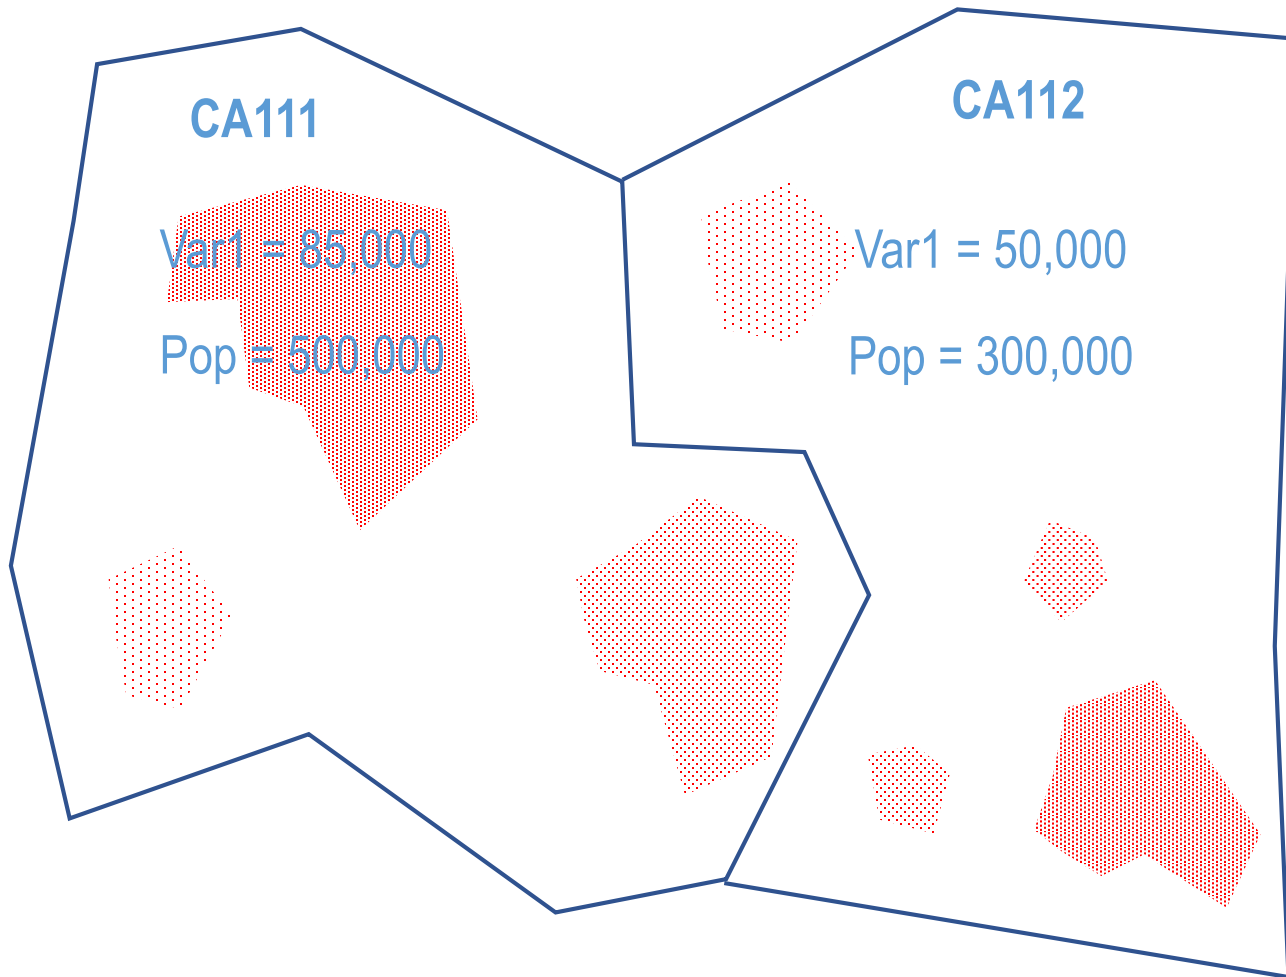 CA111
Var1 = 85,000
Pop = 500,000
CA112
Var1 = 50,000
Pop = 300,000